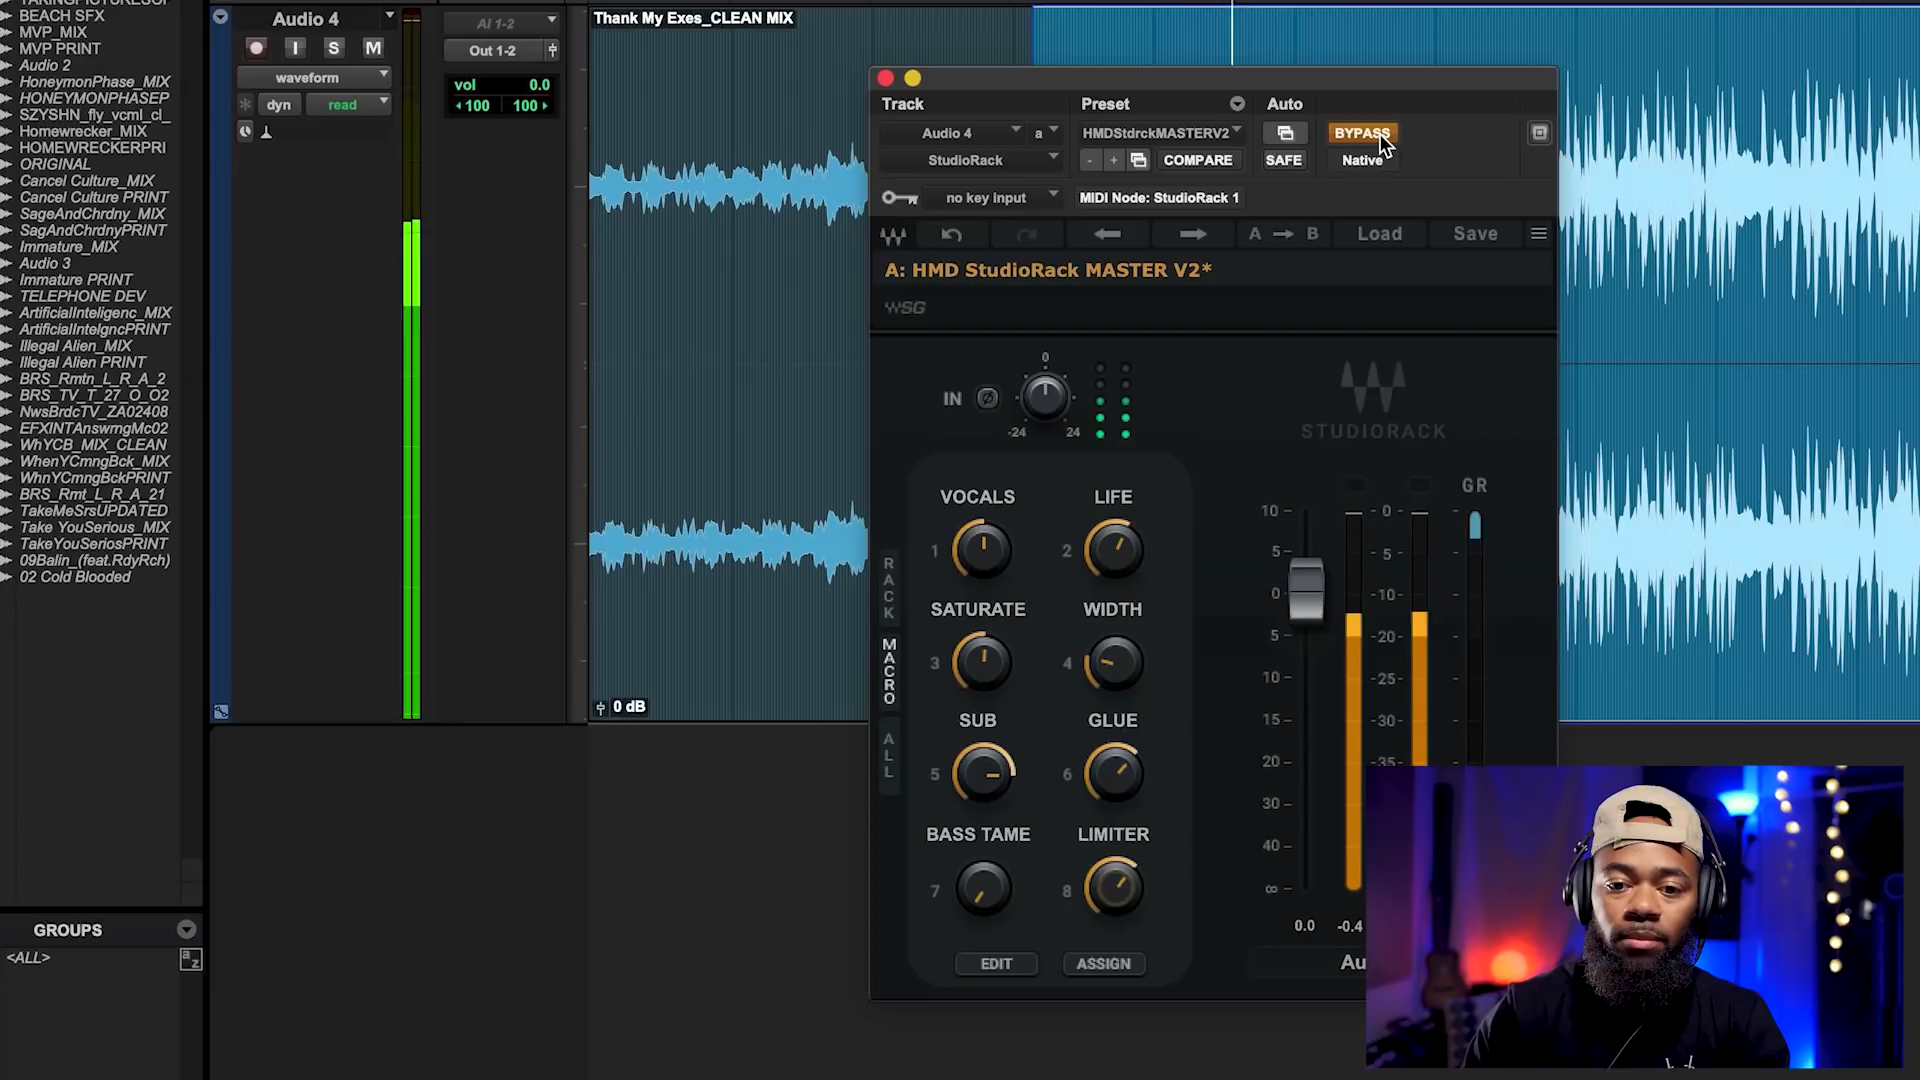 BEACH SFX
MVP_MIX
MVP PRINT
Audio 2
HoneymonPhase_MIX
HONEYMONPHASEP
SZYSHN_fly_vcml_cl_
Homewrecker_MIX
HOMEWRECKERPRI
ORIGINAL
Cancel Culture_MIX
Cancel Culture PRINT
SageAndChrdny_MIX
SagAndChrdnyPRINT
Immature_MIX
Audio 3
Immature PRINT
TELEPHONE DEV
ArtificialInteligenc_MIX
ArtificialIntelgncPRINT
Illegal Alien_MIX
Illegal Alien PRINT
BRS_Rmtn_L_R_A_2
BRS_TV_T_27_O_O2
NwsBrdcTV_ZA02408
EFXINTAnswrngMc02
WhYCB_MIX_CLEAN
WhenYCmngBck_MIX
WhnYCmngBckPRINT
BRS_Rmt_L_R_A_21
TakeMeSrsUPDATED
Take YouSerious_MIX
TakeYouSeriosPRINT
09Balin_(feat.RdyRch)
02 Cold Blooded
GROUPS
<ALL>
a z
Audio 4
I S M
waveform
dyn read
AI 1-2
Out 1-2
vol 0.0
100 100
Thank My Exes_CLEAN MIX
0 dB
Track Preset Auto
Audio 4 a HMDStdrckMASTERV2 BYPASS
StudioRack - + COMPARE SAFE Native
no key input MIDI Node: StudioRack 1
A B Load Save
A: HMD StudioRack MASTER V2*
SG
0
IN
-24 24
STUDIORACK
RACK
MACRO
ALL
VOCALS LIFE
1 2
SATURATE WIDTH
3 4
SUB GLUE
5 6
BASS TAME LIMITER
7 8
EDIT ASSIGN
GR
10 0
5 -5
0 -10
5 -20
10 -25
15 -30
20 -35
30
40
∞
0.0 -0.4
Au